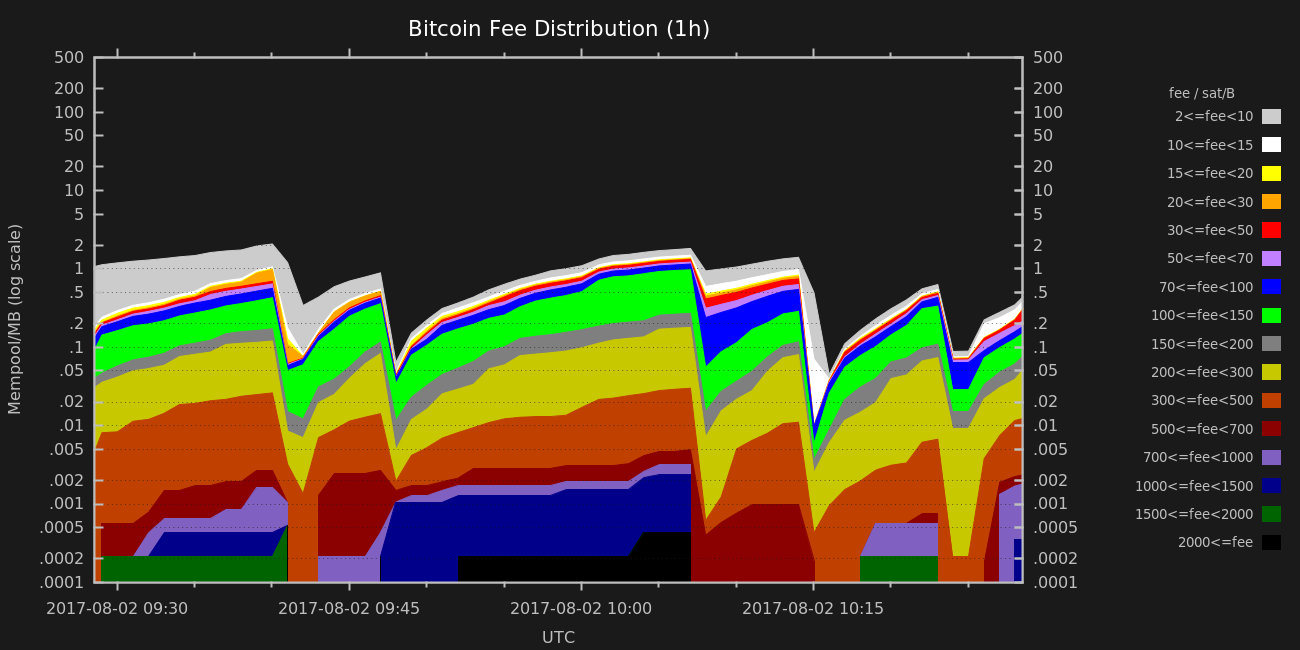 Bitcoin Fee Distribution (1h)
Mempool/MB (log scale)
500
200
100
50
20
10
5
2
1
.5
.2
.1
.05
.02
.01
.005
.002
.001
.0005
.0002
.0001
500
200
100
50
20
10
5
2
1
.5
.2
.1
.05
.02
.01
.005
.002
.001
.0005
.0002
.0001
2017-08-02 09:30
2017-08-02 09:45
2017-08-02 10:00
2017-08-02 10:15
UTC
fee / sat/B
2<=fee<10
10<=fee<15
15<=fee<20
20<=fee<30
30<=fee<50
50<=fee<70
70<=fee<100
100<=fee<150
150<=fee<200
200<=fee<300
300<=fee<500
500<=fee<700
700<=fee<1000
1000<=fee<1500
1500<=fee<2000
2000<=fee